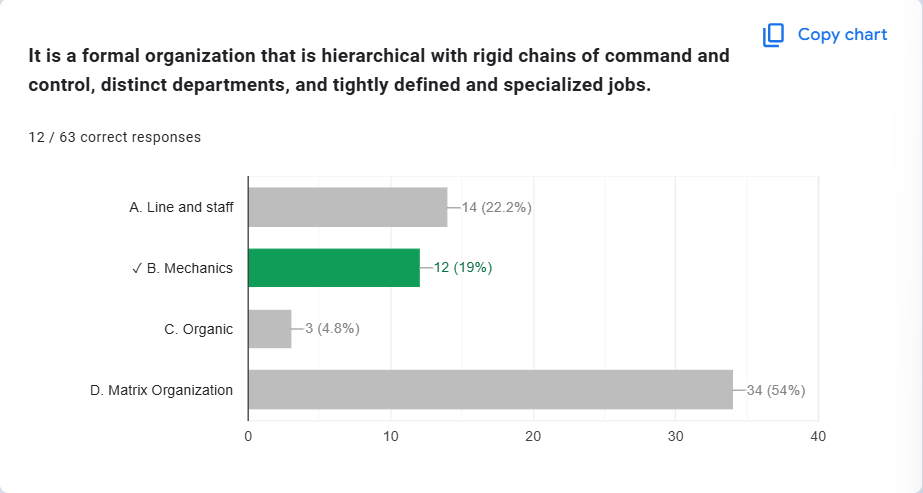 Copy chart
It is a formal organization that is hierarchical with rigid chains of command and
control, distinct departments, and tightly defined and specialized jobs.
12 / 63 correct responses
A. Line and staff
14 (22.2%)
✓ B. Mechanics
12 (19%)
C. Organic
3 (4.8%)
D. Matrix Organization
34 (54%)
0 10 20 30 40